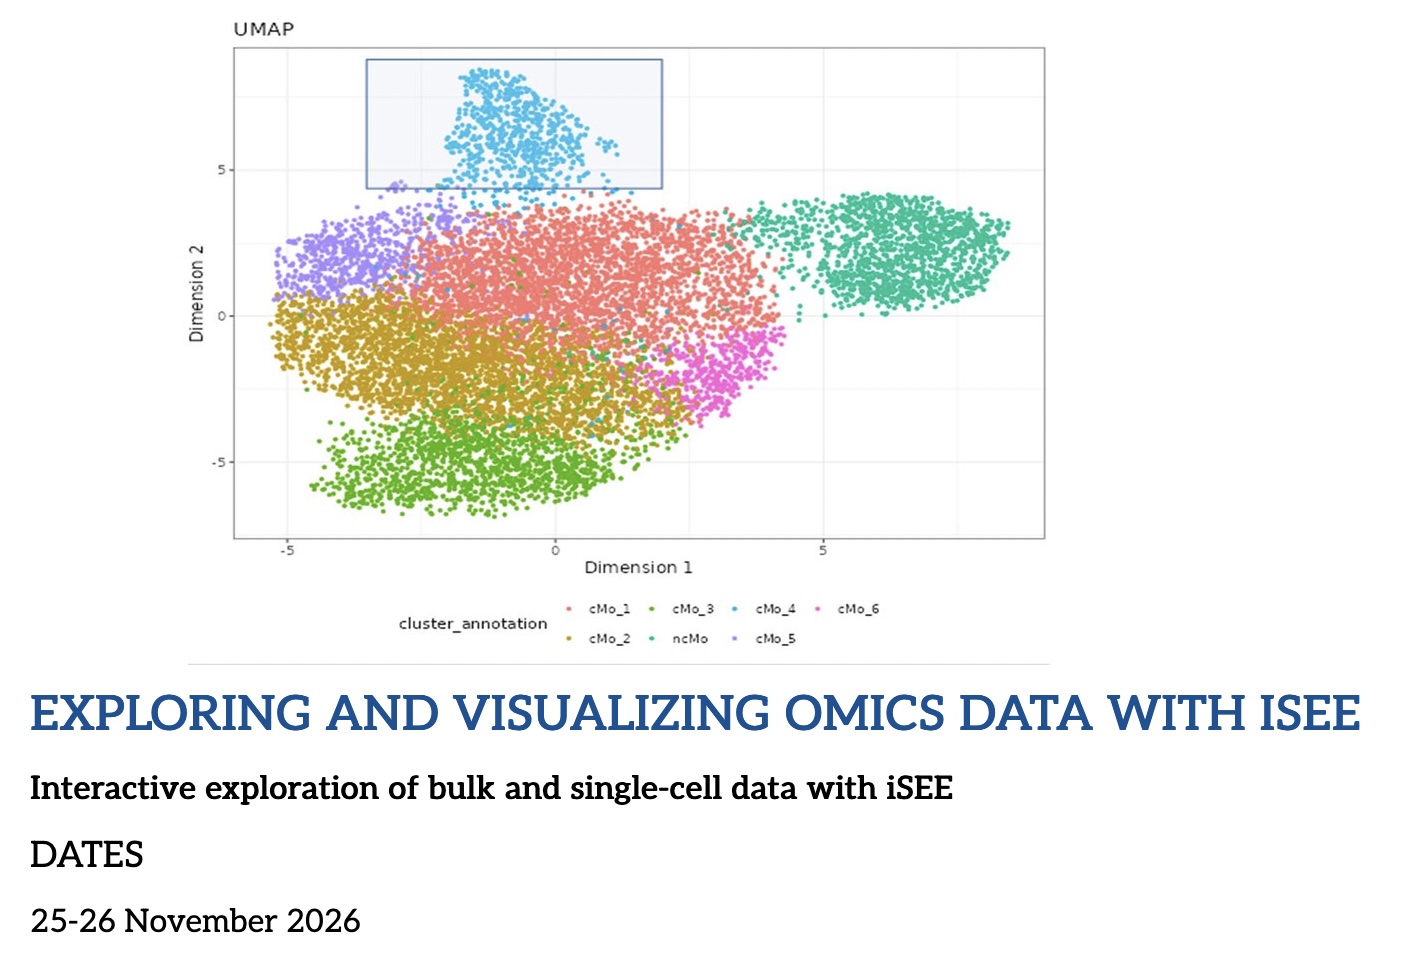 UMAP
5
0
-5
Dimension 2
-5 0 5
Dimension 1
cluster_annotation
cMo_1 cMo_3 cMo_4 cMo_6
cMo_2 ncMo cMo_5
EXPLORING AND VISUALIZING OMICS DATA WITH ISEE
Interactive exploration of bulk and single-cell data with iSEE
DATES
25-26 November 2026